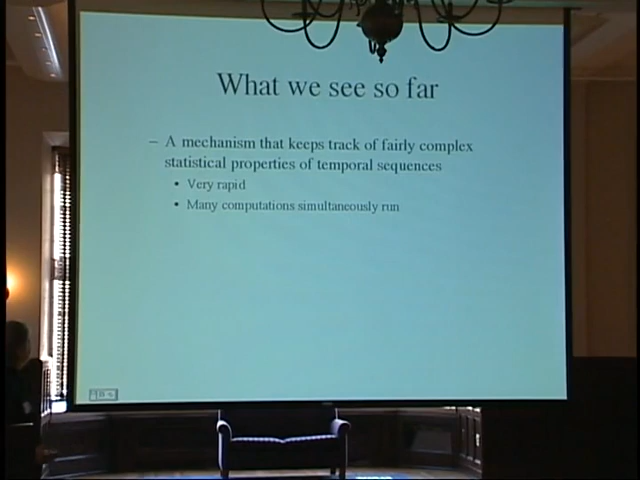 What we see so far
– A mechanism that keeps track of fairly complex
statistical properties of temporal sequences
• Very rapid
• Many computations simultaneously run